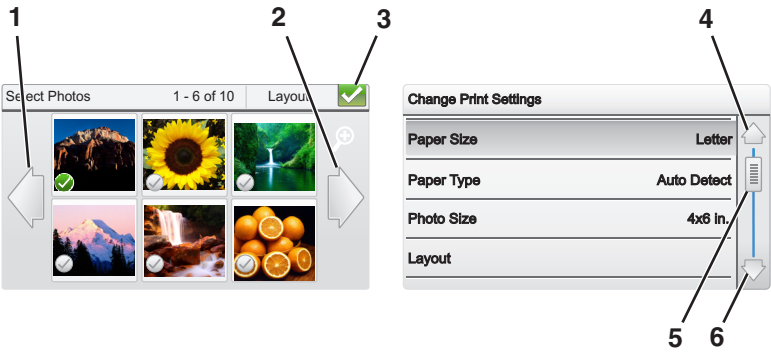 1 2 3 4
Select Photos 1 - 6 of 10 Layout
Change Print Settings
Paper Size Letter
Paper Type Auto Detect
Photo Size 4x6 in.
Layout
5 6